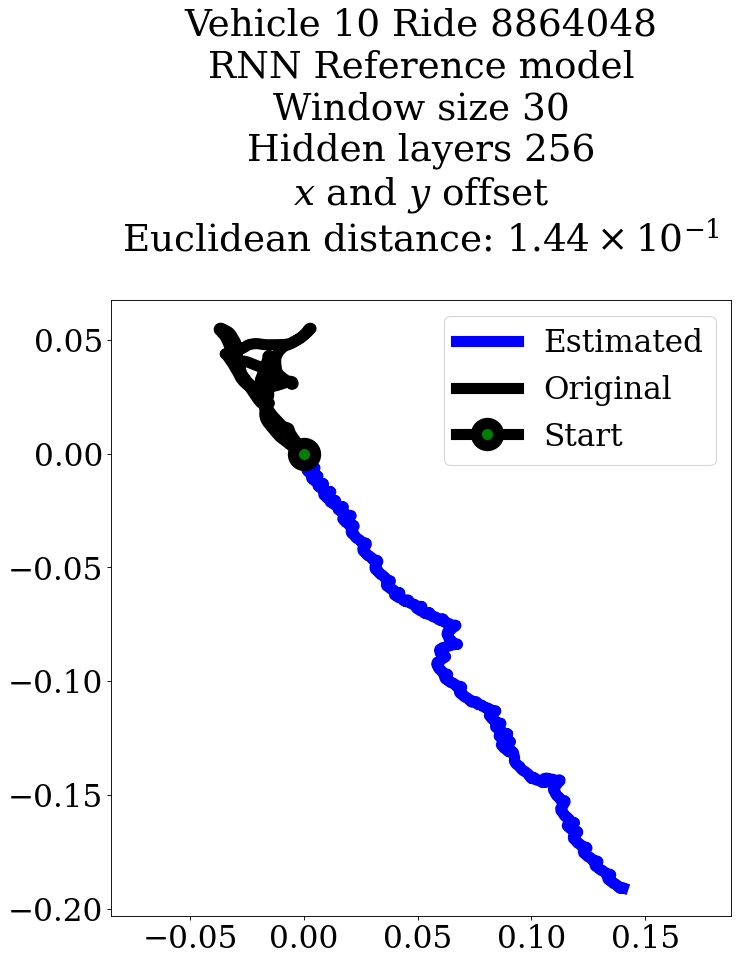 Vehicle 10 Ride 8864048
RNN Reference model
Window size 30
Hidden layers 256
x and y offset
Euclidean distance: 1.44 × 10⁻¹
Estimated
Original
Start
0.05
0.00
−0.05
−0.10
−0.15
−0.20
−0.05 0.00 0.05 0.10 0.15